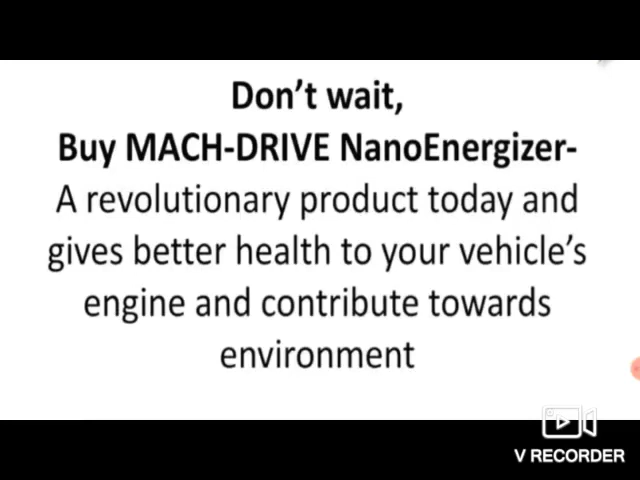 Don't wait,
Buy MACH-DRIVE NanoEnergizer-
A revolutionary product today and
gives better health to your vehicle's
engine and contribute towards
environment
V RECORDER